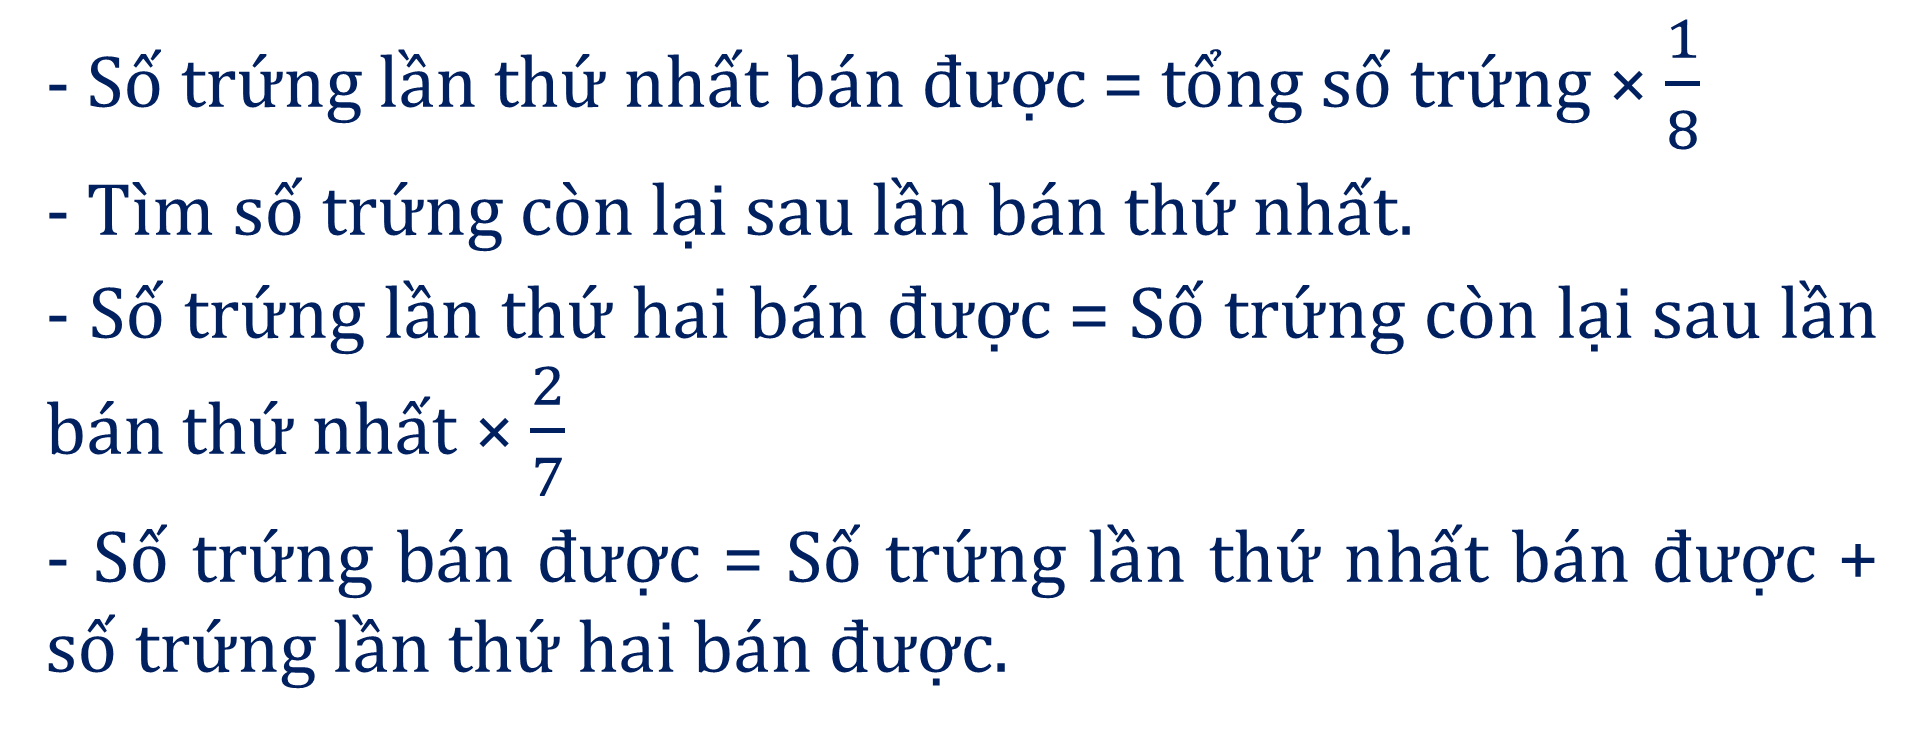 - Số trứng lần thứ nhất bán được = tổng số trứng × 1/8
- Tìm số trứng còn lại sau lần bán thứ nhất.
- Số trứng lần thứ hai bán được = Số trứng còn lại sau lần
bán thứ nhất × 2/7
- Số trứng bán được = Số trứng lần thứ nhất bán được +
số trứng lần thứ hai bán được.